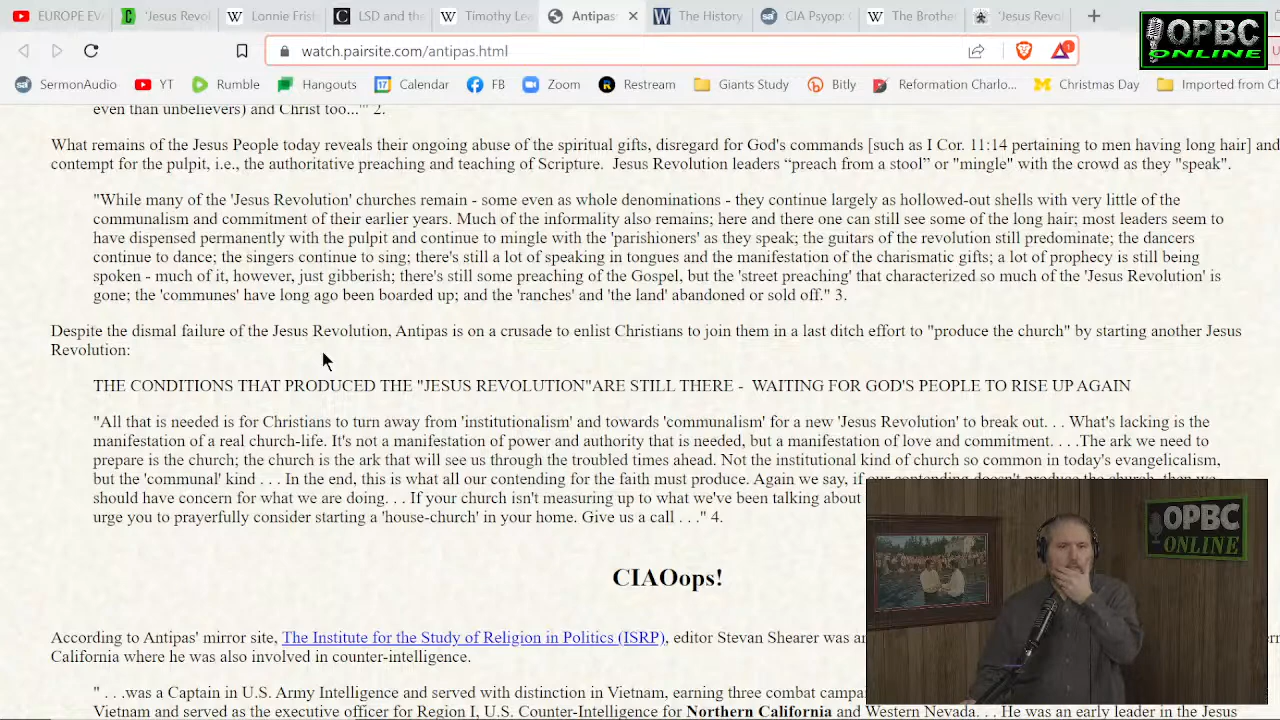 EUROPE EV
'Jesus Revol
Lonnie Frist
LSD and the
Timothy Lee
Antipas
The History
CIA Psyop:
The Brothe
'Jesus Revo
watch.pairsite.com/antipas.html
1
OPBC
ONLINE
SermonAudio
YT
Rumble
Hangouts
17 Calendar
FB
Zoom
Restream
Giants Study
Bitly
Reformation Charlo...
Christmas Day
Imported from
even than unbelievers) and Christ too...'" 2.
What remains of the Jesus People today reveals their ongoing abuse of the spiritual gifts, disregard for God's commands [such as I Cor. 11:14 pertaining to men having long hair] and
contempt for the pulpit, i.e., the authoritative preaching and teaching of Scripture. Jesus Revolution leaders “preach from a stool” or "mingle" with the crowd as they "speak".
"While many of the 'Jesus Revolution' churches remain - some even as whole denominations - they continue largely as hollowed-out shells with very little of the
communalism and commitment of their earlier years. Much of the informality also remains; here and there one can still see some of the long hair; most leaders seem to
have dispensed permanently with the pulpit and continue to mingle with the 'parishioners' as they speak; the guitars of the revolution still predominate; the dancers
continue to dance; the singers continue to sing; there's still a lot of speaking in tongues and the manifestation of the charismatic gifts; a lot of prophecy is still being
spoken - much of it, however, just gibberish; there's still some preaching of the Gospel, but the 'street preaching' that characterized so much of the 'Jesus Revolution' is
gone; the 'communes' have long ago been boarded up; and the 'ranches' and 'the land' abandoned or sold off." 3.
Despite the dismal failure of the Jesus Revolution, Antipas is on a crusade to enlist Christians to join them in a last ditch effort to "produce the church" by starting another Jesus
Revolution:
THE CONDITIONS THAT PRODUCED THE "JESUS REVOLUTION"ARE STILL THERE - WAITING FOR GOD'S PEOPLE TO RISE UP AGAIN
"All that is needed is for Christians to turn away from 'institutionalism' and towards 'communalism' for a new 'Jesus Revolution' to break out. . . What's lacking is the
manifestation of a real church-life. It's not a manifestation of power and authority that is needed, but a manifestation of love and commitment. . . .The ark we need to
prepare is the church; the church is the ark that will see us through the troubled times ahead. Not the institutional kind of church so common in today's evangelicalism,
but the 'communal' kind . . . In the end, this is what all our contending for the faith must produce. Again we say, if our contending doesn't produce the church, then we
should have concern for what we are doing. . . If your church isn't measuring up to what we've been talking about
urge you to prayerfully consider starting a 'house-church' in your home. Give us a call . . ." 4.
OPBC
ONLINE
CIAOops!
According to Antipas' mirror site, The Institute for the Study of Religion in Politics (ISRP), editor Stevan Shearer was an
California where he was also involved in counter-intelligence.
" . . .was a Captain in U.S. Army Intelligence and served with distinction in Vietnam, earning three combat campa
Vietnam and served as the executive officer for Region I, U.S. Counter-Intelligence for Northern California and Western Nevada. . . He was an early leader in the Jesus